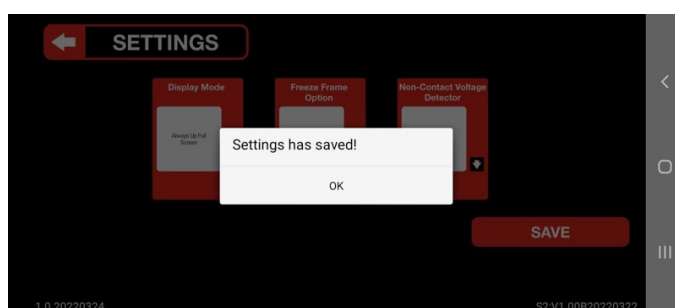 SETTINGS
Display Mode
Freeze Frame
Option
Non-Contact Voltage
Detector
Always Up Full
Screen
Settings has saved!
OK
SAVE
1.0.20220324
S2:V1.00B20220322